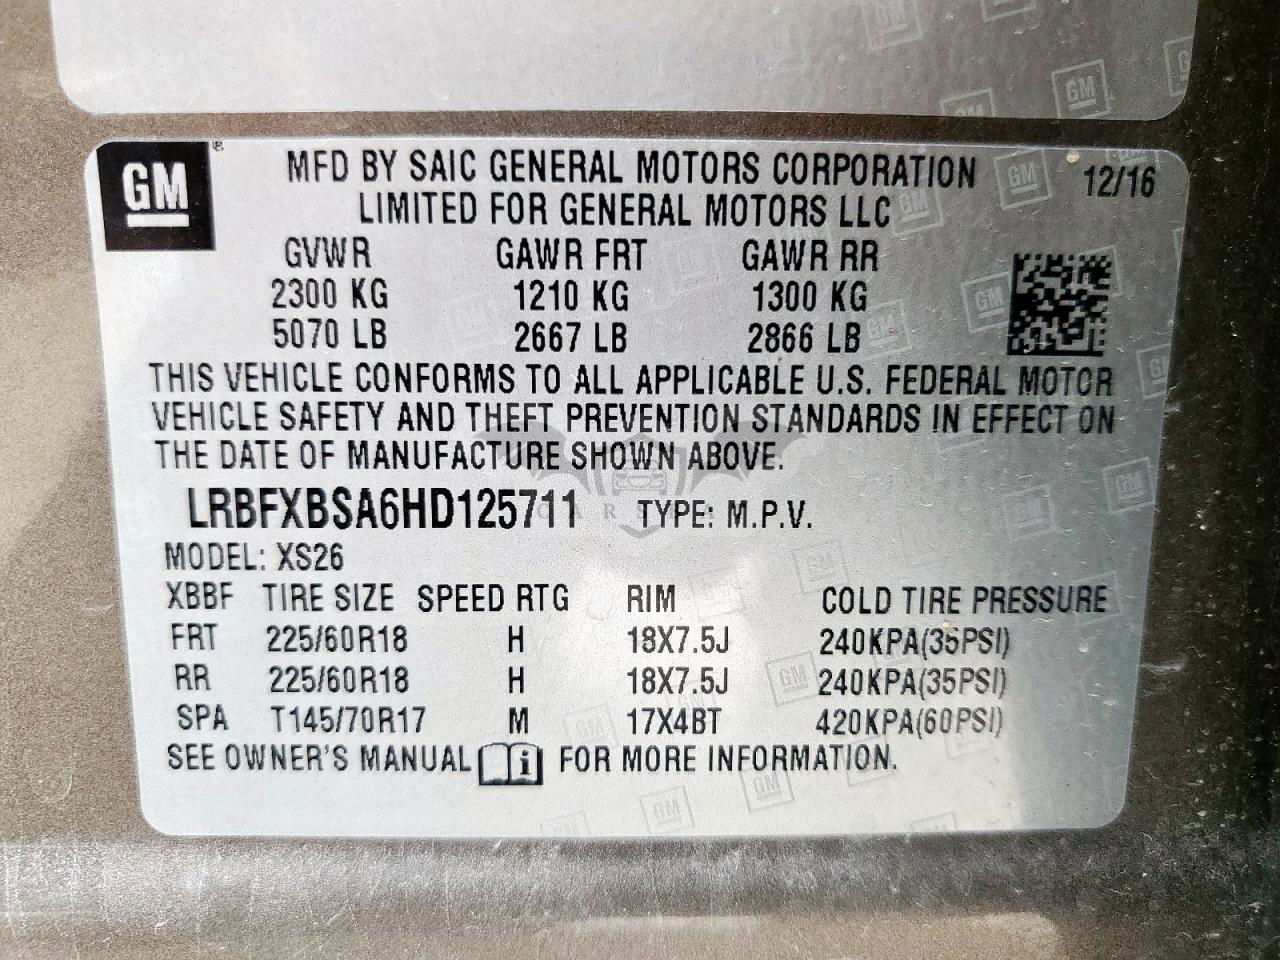 GM
MFD BY SAIC GENERAL MOTORS CORPORATION 12/16
LIMITED FOR GENERAL MOTORS LLC
GVWR GAWR FRT GAWR RR
2300 KG 1210 KG 1300 KG
5070 LB 2667 LB 2866 LB
THIS VEHICLE CONFORMS TO ALL APPLICABLE U.S. FEDERAL MOTOR
VEHICLE SAFETY AND THEFT PREVENTION STANDARDS IN EFFECT ON
THE DATE OF MANUFACTURE SHOWN ABOVE.
LRBFXBSA6HD125711 TYPE: M.P.V.
MODEL: XS26
XBBF TIRE SIZE SPEED RTG RIM COLD TIRE PRESSURE
FRT 225/60R18 H 18X7.5J 240KPA(35PSI)
RR 225/60R18 H 18X7.5J 240KPA(35PSI)
SPA T145/70R17 M 17X4BT 420KPA(60PSI)
SEE OWNER'S MANUAL i FOR MORE INFORMATION.